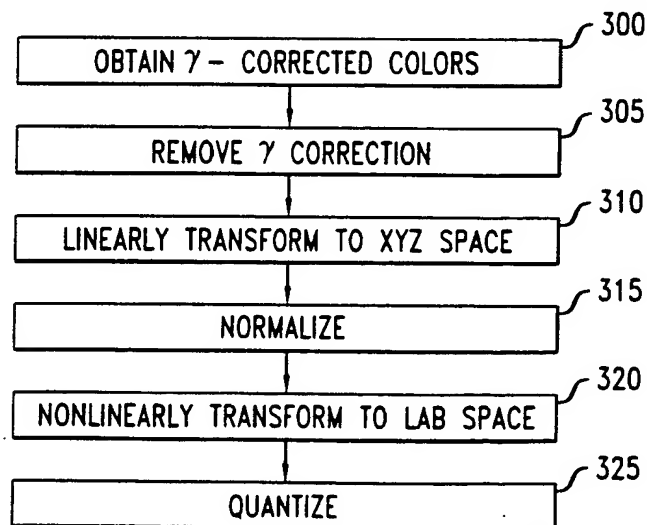 300
OBTAIN γ - CORRECTED COLORS
305
REMOVE γ CORRECTION
310
LINEARLY TRANSFORM TO XYZ SPACE
315
NORMALIZE
320
NONLINEARLY TRANSFORM TO LAB SPACE
325
QUANTIZE